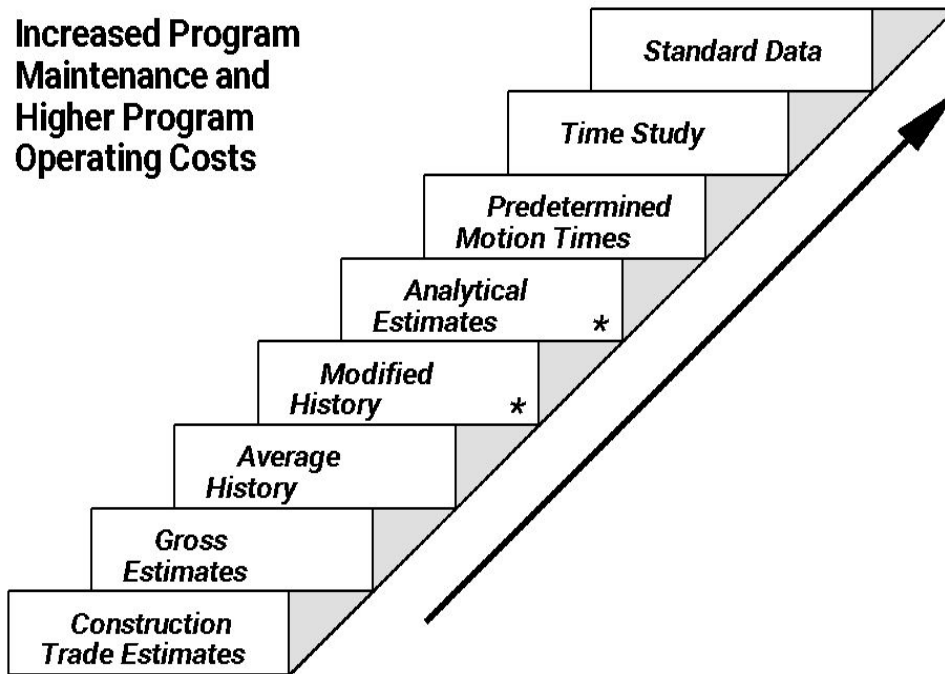 Increased Program
Maintenance and
Higher Program
Operating Costs
Standard Data
Time Study
Predetermined
Motion Times
Analytical
Estimates *
Modified
History *
Average
History
Gross
Estimates
Construction
Trade Estimates